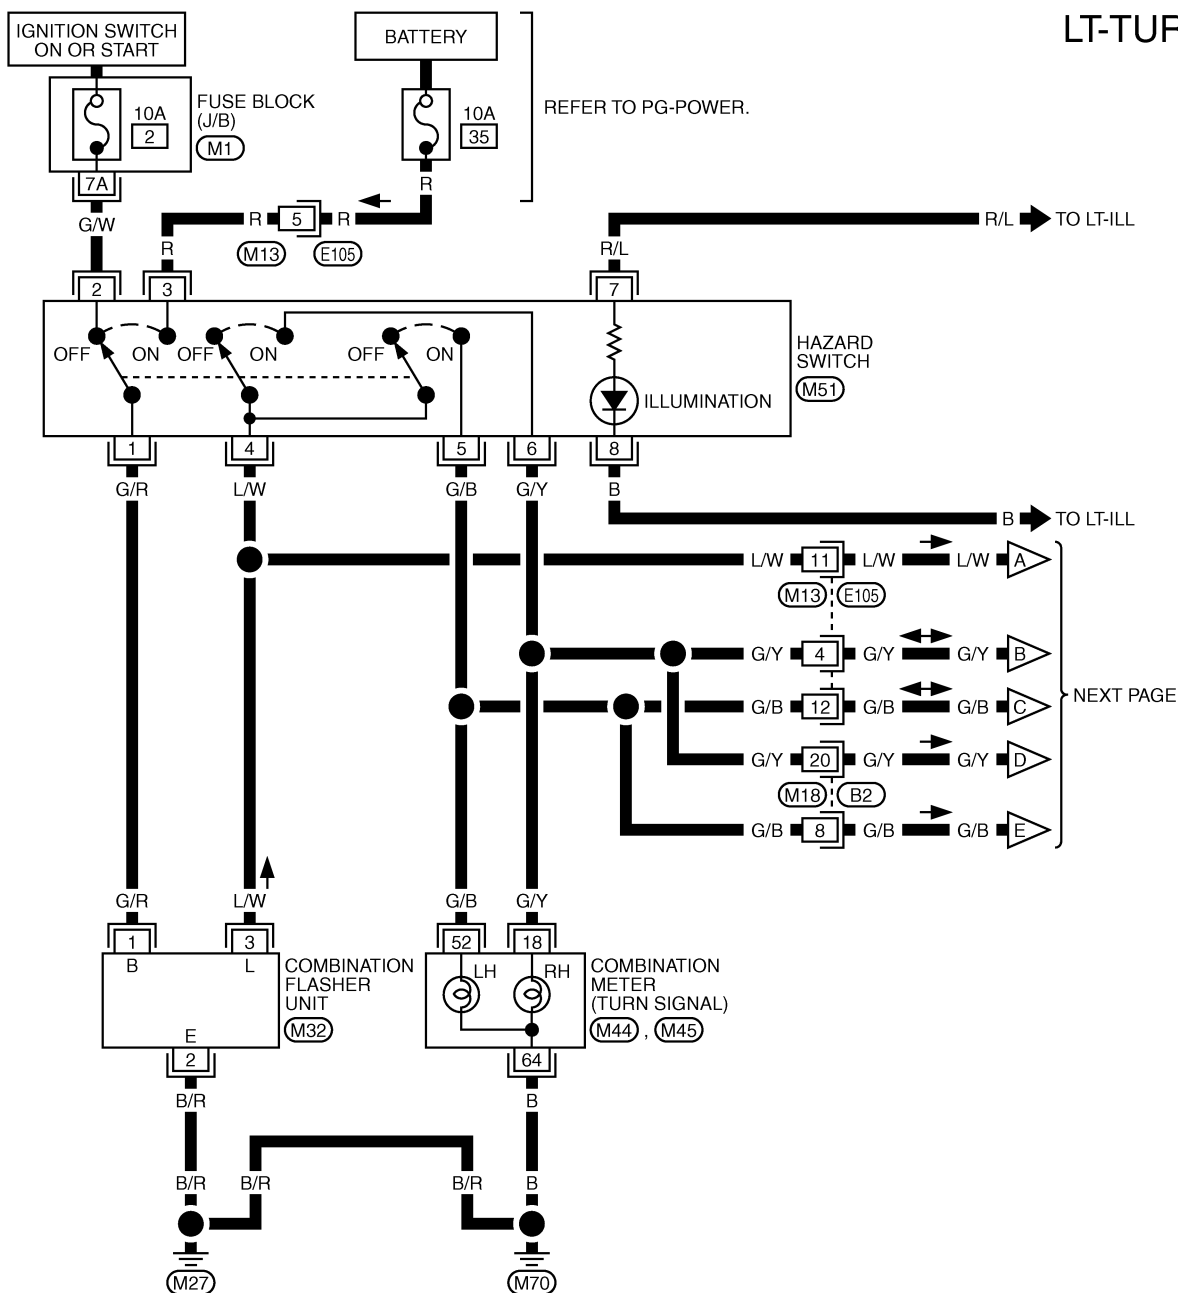 LT-TUR
IGNITION SWITCH
ON OR START
BATTERY
10A
2
FUSE BLOCK
(J/B)
M1
10A
35
REFER TO PG-POWER.
7A
G/W
R
R
5
R
M13
E105
R
R/L
TO LT-ILL
R/L
2
3
7
OFF
ON
OFF
ON
OFF
ON
HAZARD
SWITCH
M51
ILLUMINATION
1
4
5
6
8
G/R
L/W
G/B
G/Y
B
B
TO LT-ILL
L/W
11
L/W
L/W
A
M13
E105
G/Y
4
G/Y
G/Y
B
G/B
12
G/B
G/B
C
NEXT PAGE
G/Y
20
G/Y
G/Y
D
M18
B2
G/B
8
G/B
G/B
E
G/R
L/W
G/B
G/Y
1
3
52
18
B
L
COMBINATION
FLASHER
UNIT
M32
E
2
LH
RH
COMBINATION
METER
(TURN SIGNAL)
M44 , M45
64
B/R
B
B/R
B/R
B/R
B
M27
M70